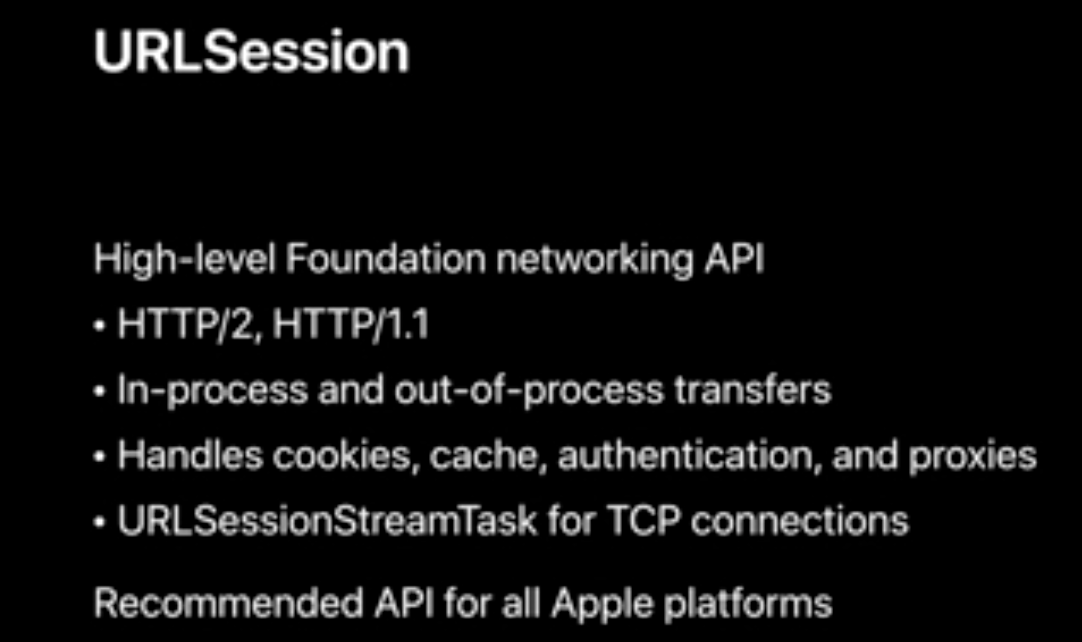 URLSession
High-level Foundation networking API
• HTTP/2, HTTP/1.1
• In-process and out-of-process transfers
• Handles cookies, cache, authentication, and proxies
• URLSessionStreamTask for TCP connections
Recommended API for all Apple platforms